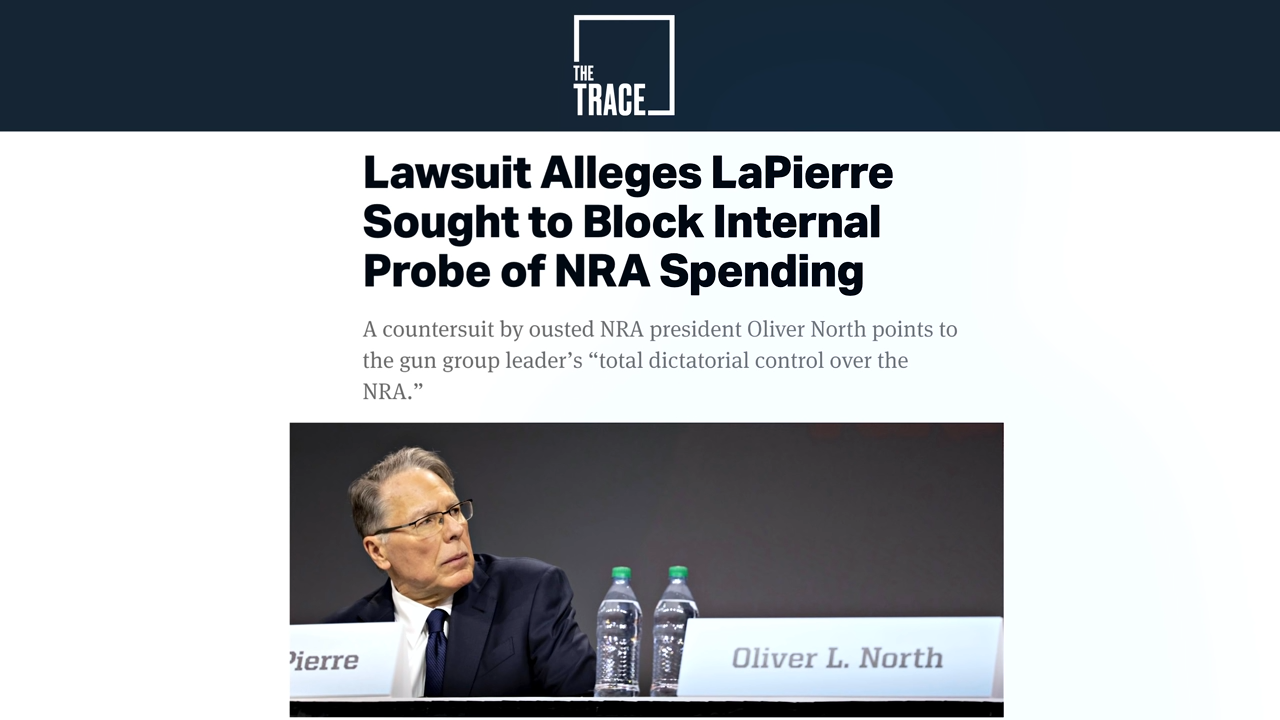 THE
TRACE
Lawsuit Alleges LaPierre
Sought to Block Internal
Probe of NRA Spending
A countersuit by ousted NRA president Oliver North points to
the gun group leader’s “total dictatorial control over the
NRA.”
Pierre
Oliver L. North